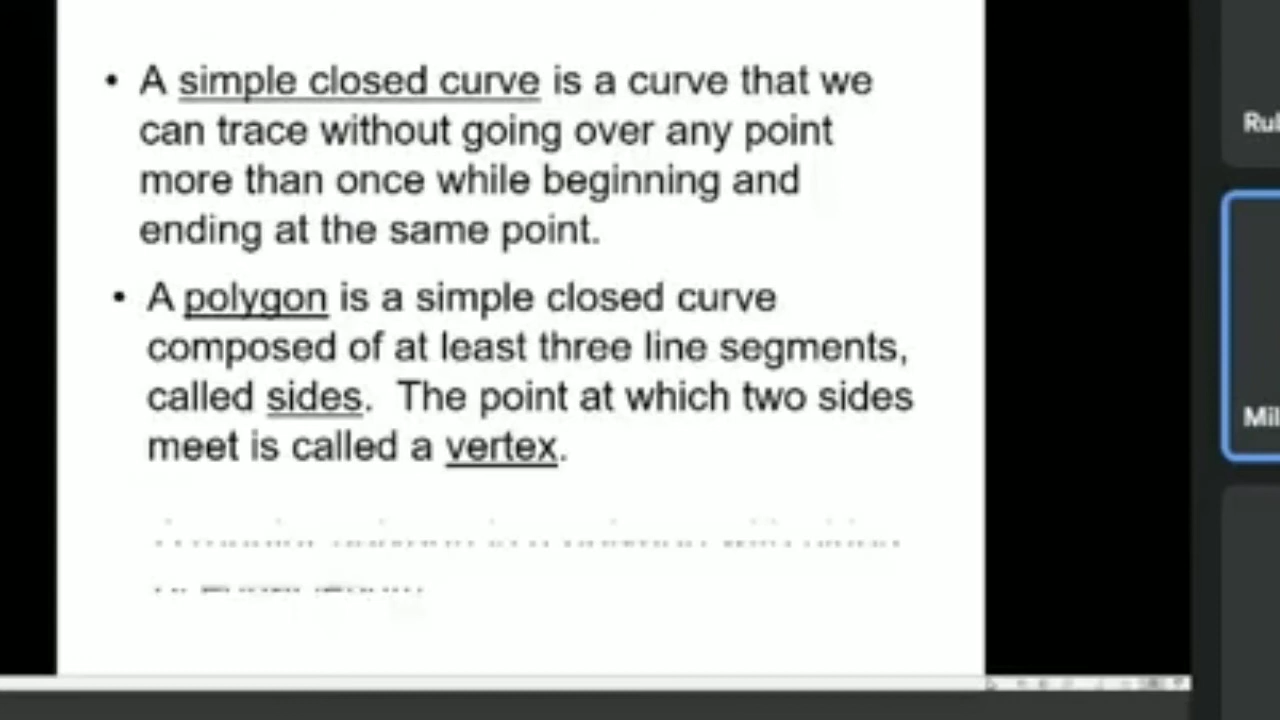 • A simple closed curve is a curve that we
can trace without going over any point
more than once while beginning and
ending at the same point.
• A polygon is a simple closed curve
composed of at least three line segments,
called sides. The point at which two sides
meet is called a vertex.